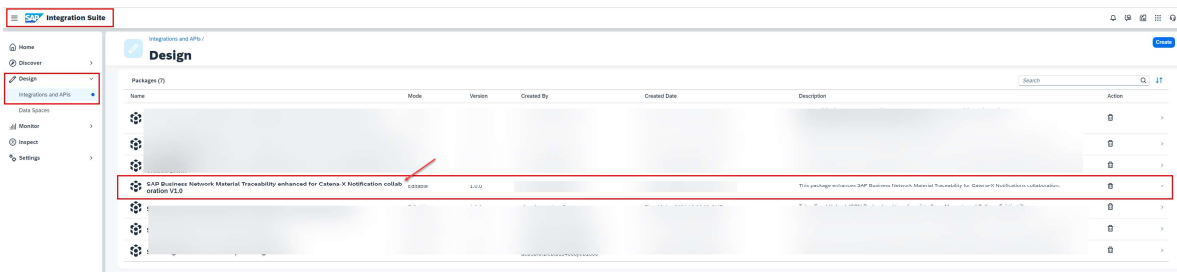 SAP Integration Suite
Home
Discover
Design
Integrations and APIs
Data Spaces
Monitor
Inspect
Settings
Integrations and APIs /
Design
Create
Packages (7)
Search
Name Mode Version Created By Created Date Description Action
SAP Business Network Material Traceability enhanced for Catena-X Notification collab
oration V1.0
Editable 1.0.0 This package enhances SAP Business Network Material Traceability for Catena-X Notifications collaboration.